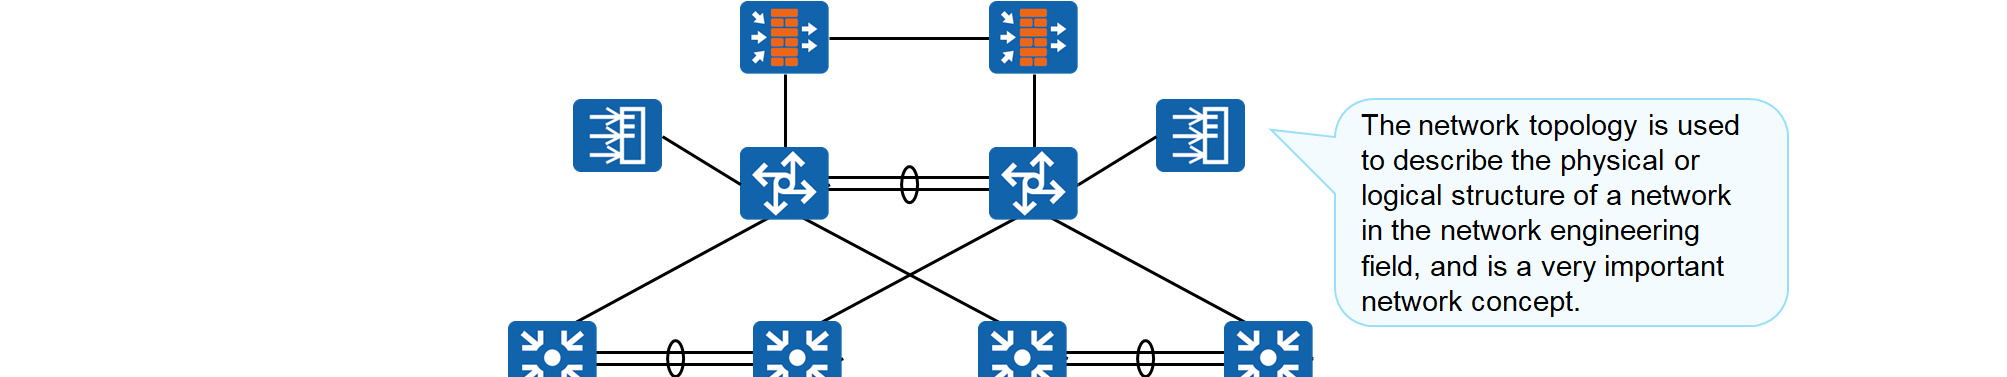 The network topology is used
to describe the physical or
logical structure of a network
in the network engineering
field, and is a very important
network concept.